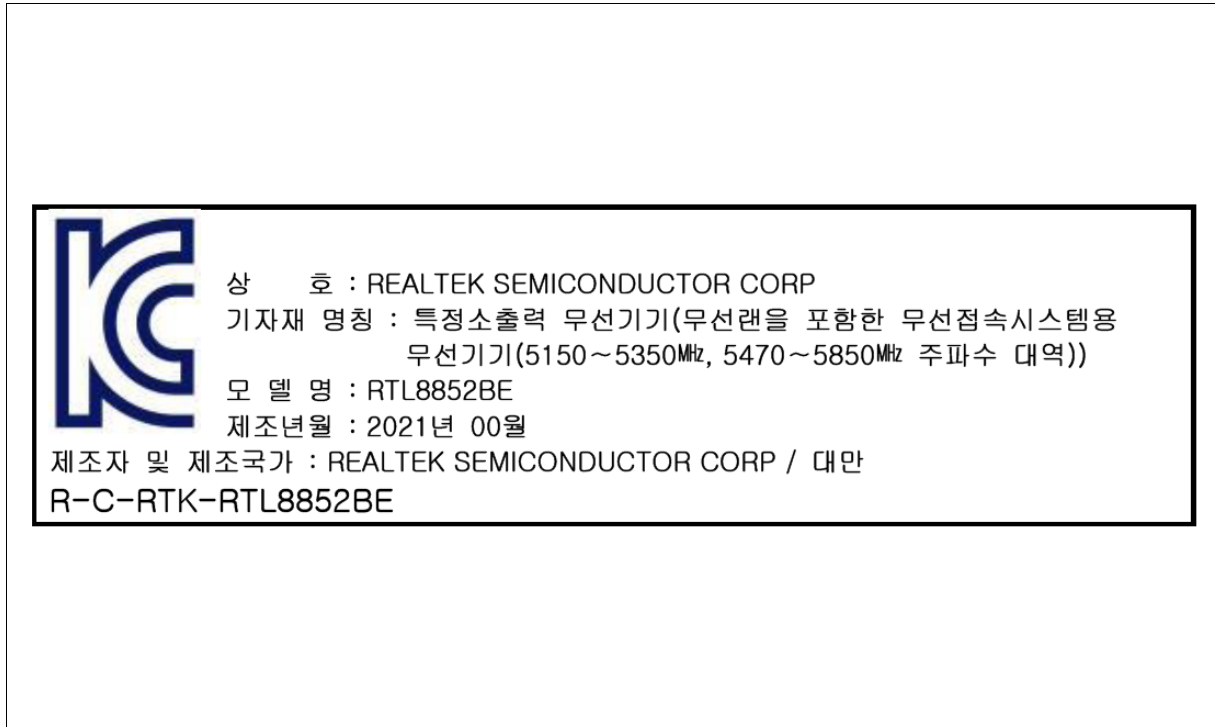 상 호 : REALTEK SEMICONDUCTOR CORP
기자재 명칭 : 특정소출력 무선기기(무선랜을 포함한 무선접속시스템용
무선기기(5150~5350㎒, 5470~5850㎒ 주파수 대역))
모 델 명 : RTL8852BE
제조년월 : 2021년 00월
제조자 및 제조국가 : REALTEK SEMICONDUCTOR CORP / 대만
R-C-RTK-RTL8852BE